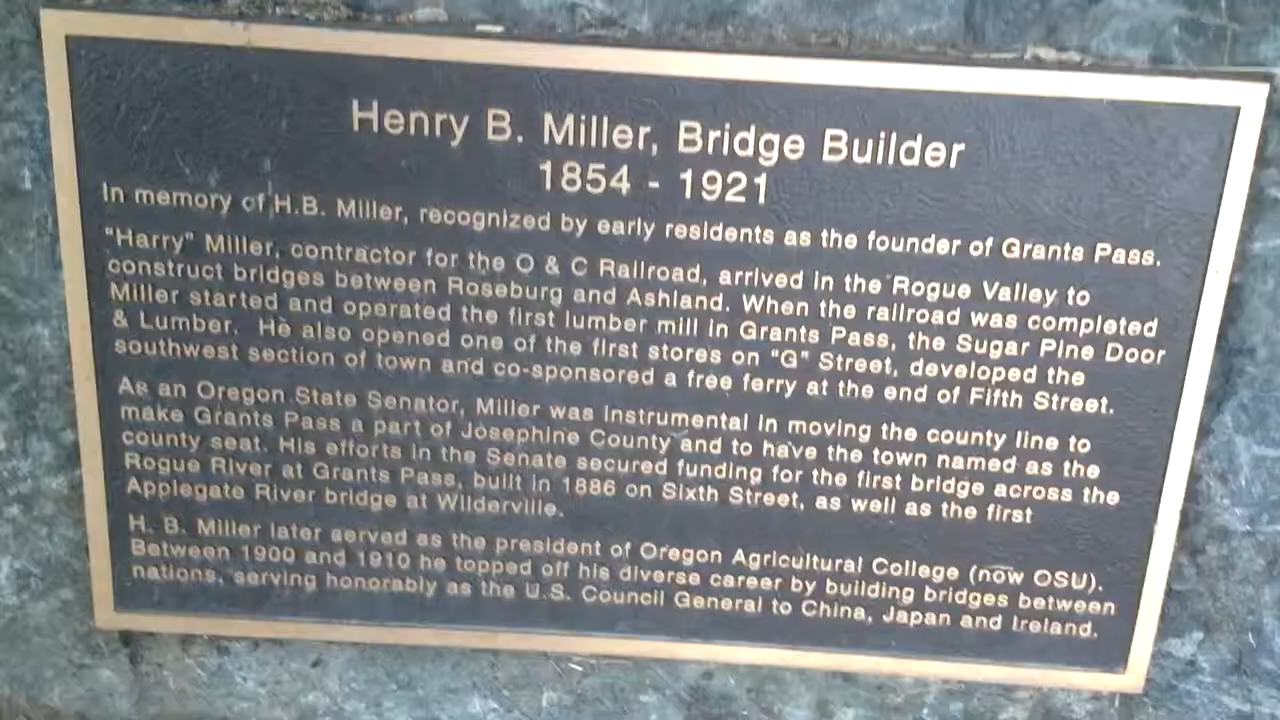 Henry B. Miller, Bridge Builder
1854 - 1921
In memory of H.B. Miller, recognized by early residents as the founder of Grants Pass.
"Harry" Miller, contractor for the O & C Railroad, arrived in the Rogue Valley to
construct bridges between Roseburg and Ashland. When the railroad was completed
Miller started and operated the first lumber mill in Grants Pass, the Sugar Pine Door
& Lumber. He also opened one of the first stores on "G" Street, developed the
southwest section of town and co-sponsored a free ferry at the end of Fifth Street.
As an Oregon State Senator, Miller was instrumental in moving the county line to
make Grants Pass a part of Josephine County and to have the town named as the
county seat. His efforts in the Senate secured funding for the first bridge across the
Rogue River at Grants Pass, built in 1886 on Sixth Street, as well as the first
Applegate River bridge at Wilderville.
H. B. Miller later served as the president of Oregon Agricultural College (now OSU).
Between 1900 and 1910 he topped off his diverse career by building bridges between
nations, serving honorably as the U.S. Council General to China, Japan and Ireland.